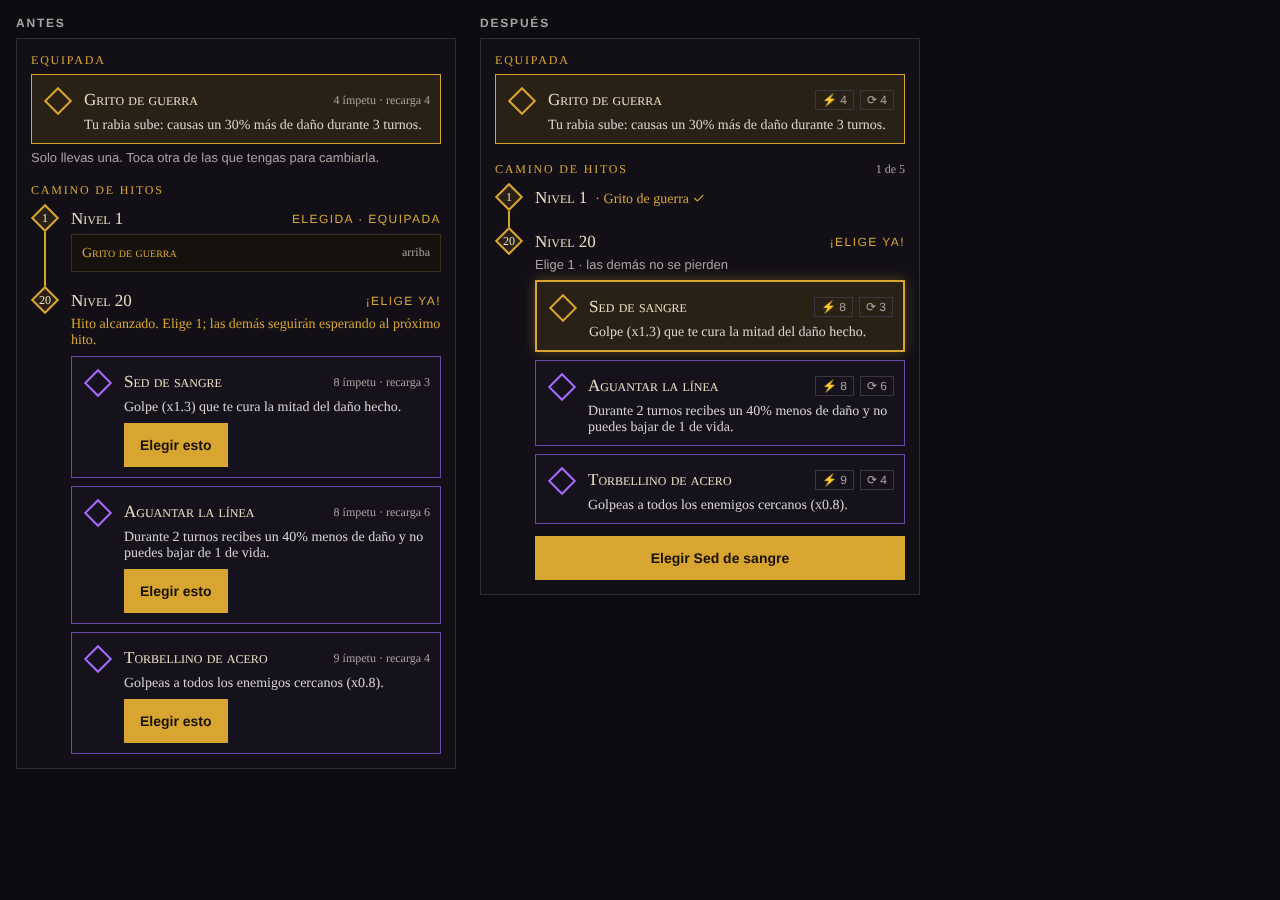 ANTES
EQUIPADA
1 Grito de guerra 4 ímpetu · recarga 4
Tu rabia sube: causas un 30% más de daño durante 3 turnos.
Solo llevas una. Toca otra de las que tengas para cambiarla.
CAMINO DE HITOS
1 Nivel 1 ELEGIDA · EQUIPADA
Grito de guerra arriba
20 Nivel 20 ¡ELIGE YA!
Hito alcanzado. Elige 1; las demás seguirán esperando al próximo
hito.
Sed de sangre 8 ímpetu · recarga 3
Golpe (x1.3) que te cura la mitad del daño hecho.
Elegir esto
Aguantar la línea 8 ímpetu · recarga 6
Durante 2 turnos recibes un 40% menos de daño y no
puedes bajar de 1 de vida.
Elegir esto
Torbellino de acero 9 ímpetu · recarga 4
Golpeas a todos los enemigos cercanos (x0.8).
Elegir esto
DESPUÉS
EQUIPADA
Grito de guerra ⚡ 4 ⟳ 4
Tu rabia sube: causas un 30% más de daño durante 3 turnos.
CAMINO DE HITOS 1 de 5
1 Nivel 1 · Grito de guerra ✓
20 Nivel 20 ¡ELIGE YA!
Elige 1 · las demás no se pierden
Sed de sangre ⚡ 8 ⟳ 3
Golpe (x1.3) que te cura la mitad del daño hecho.
Aguantar la línea ⚡ 8 ⟳ 6
Durante 2 turnos recibes un 40% menos de daño y no
puedes bajar de 1 de vida.
Torbellino de acero ⚡ 9 ⟳ 4
Golpeas a todos los enemigos cercanos (x0.8).
Elegir Sed de sangre